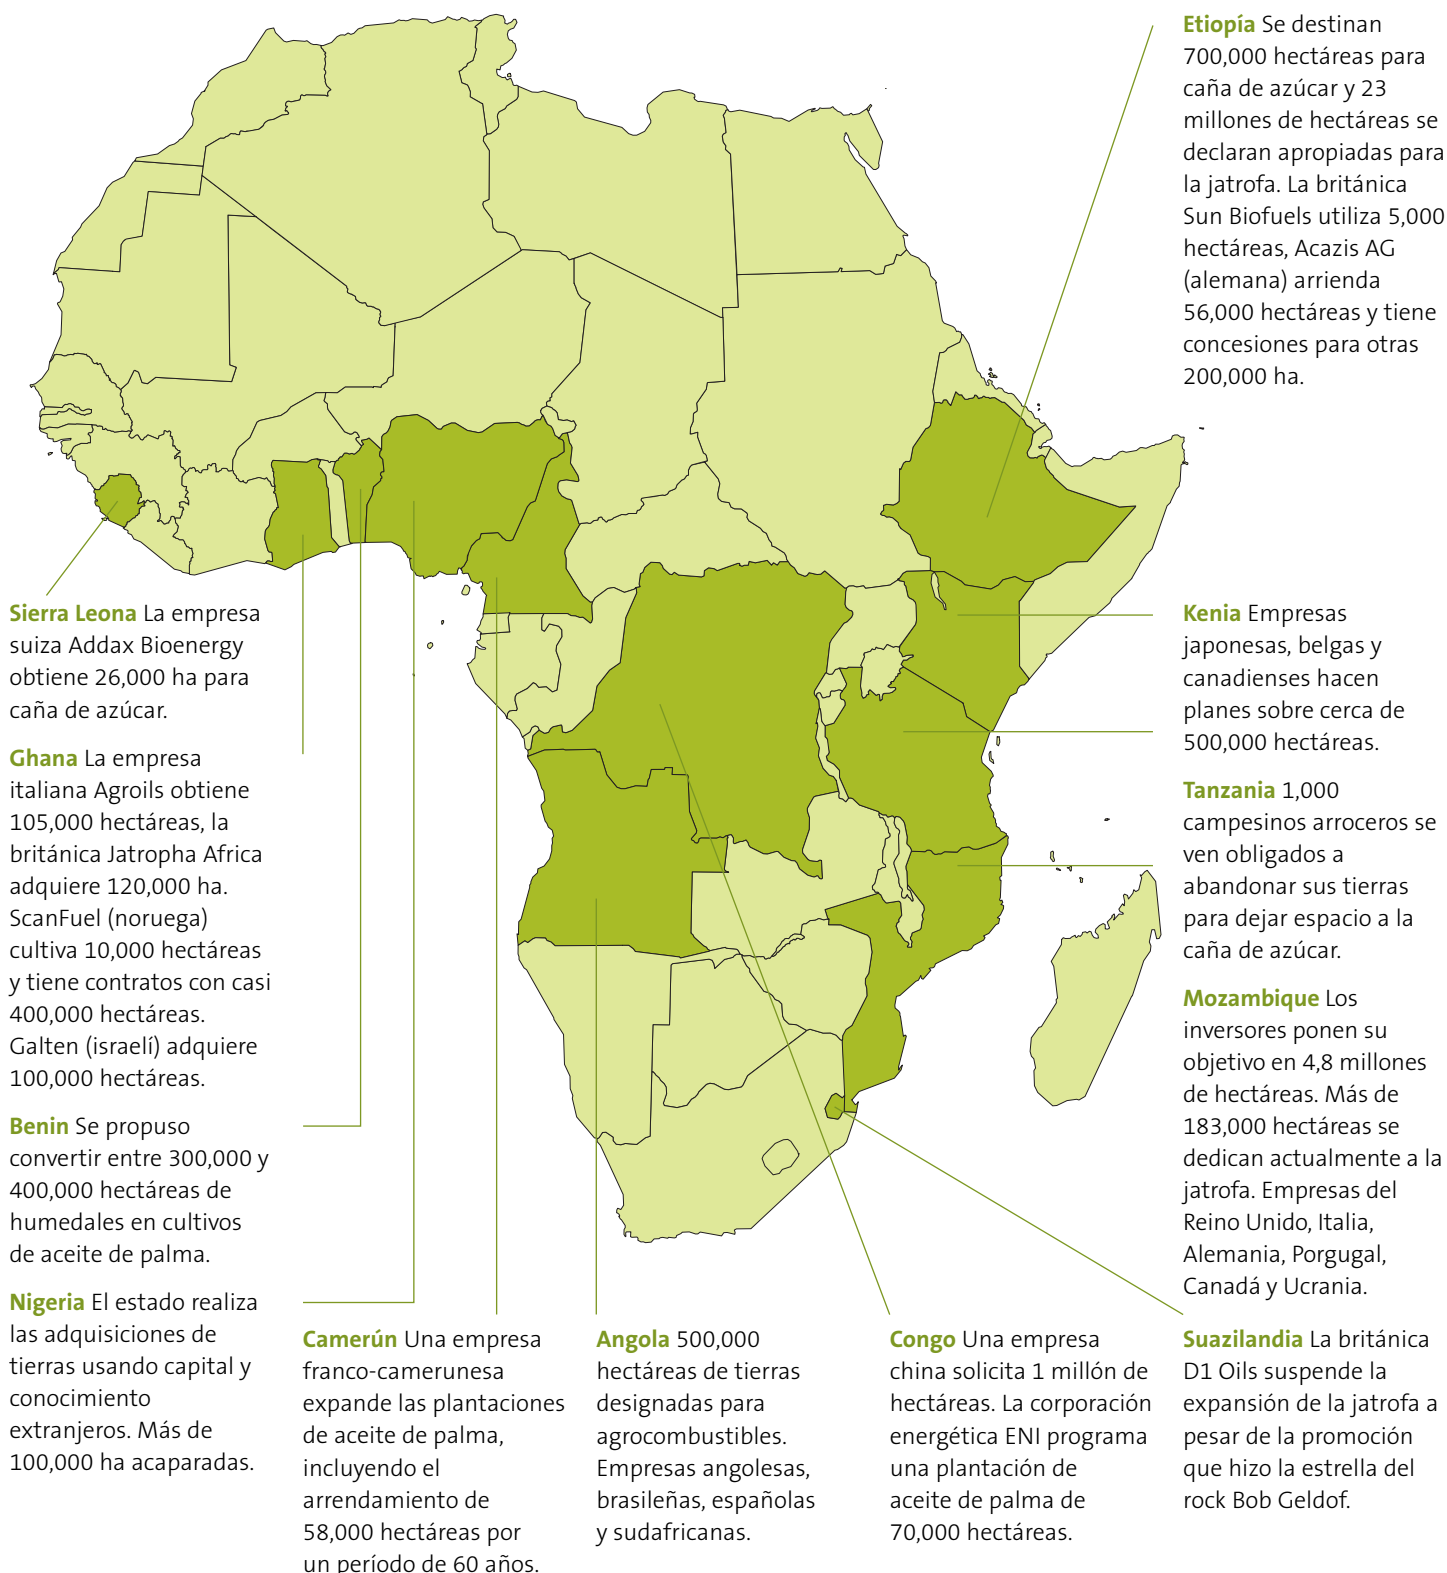 Etiopía Se destinan
700,000 hectáreas para
caña de azúcar y 23
millones de hectáreas se
declaran apropiadas para
la jatrofa. La británica
Sun Biofuels utiliza 5,000
hectáreas, Acazis AG
(alemana) arrienda
56,000 hectáreas y tiene
concesiones para otras
200,000 ha.
Sierra Leona La empresa
suiza Addax Bioenergy
obtiene 26,000 ha para
caña de azúcar.
Ghana La empresa
italiana Agroils obtiene
105,000 hectáreas, la
británica Jatropha Africa
adquiere 120,000 ha.
ScanFuel (noruega)
cultiva 10,000 hectáreas
y tiene contratos con casi
400,000 hectáreas.
Galten (israelí) adquiere
100,000 hectáreas.
Benin Se propuso
convertir entre 300,000 y
400,000 hectáreas de
humedales en cultivos
de aceite de palma.
Nigeria El estado realiza
las adquisiciones de
tierras usando capital y
conocimiento
extranjeros. Más de
100,000 ha acaparadas.
Camerún Una empresa
franco-camerunesa
expande las plantaciones
de aceite de palma,
incluyendo el
arrendamiento de
58,000 hectáreas por
un período de 60 años.
Angola 500,000
hectáreas de tierras
designadas para
agrocombustibles.
Empresas angolesas,
brasileñas, españolas
y sudafricanas.
Congo Una empresa
china solicita 1 millón de
hectáreas. La corporación
energética ENI programa
una plantación de
aceite de palma de
70,000 hectáreas.
Kenia Empresas
japonesas, belgas y
canadienses hacen
planes sobre cerca de
500,000 hectáreas.
Tanzania 1,000
campesinos arroceros se
ven obligados a
abandonar sus tierras
para dejar espacio a la
caña de azúcar.
Mozambique Los
inversores ponen su
objetivo en 4,8 millones
de hectáreas. Más de
183,000 hectáreas se
dedican actualmente a la
jatrofa. Empresas del
Reino Unido, Italia,
Alemania, Porgugal,
Canadá y Ucrania.
Suazilandia La británica
D1 Oils suspende la
expansión de la jatrofa a
pesar de la promoción
que hizo la estrella del
rock Bob Geldof.